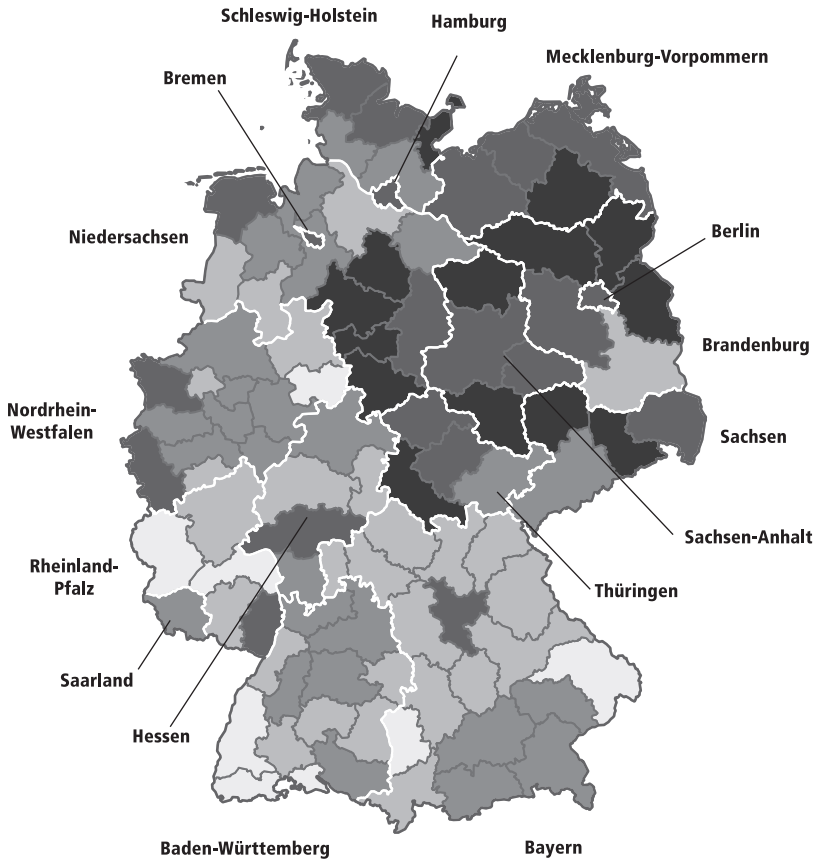 Schleswig-Holstein
Hamburg
Mecklenburg-Vorpommern
Bremen
Niedersachsen
Berlin
Brandenburg
Nordrhein-
Westfalen
Sachsen
Sachsen-Anhalt
Rheinland-
Pfalz
Thüringen
Saarland
Hessen
Baden-Württemberg
Bayern